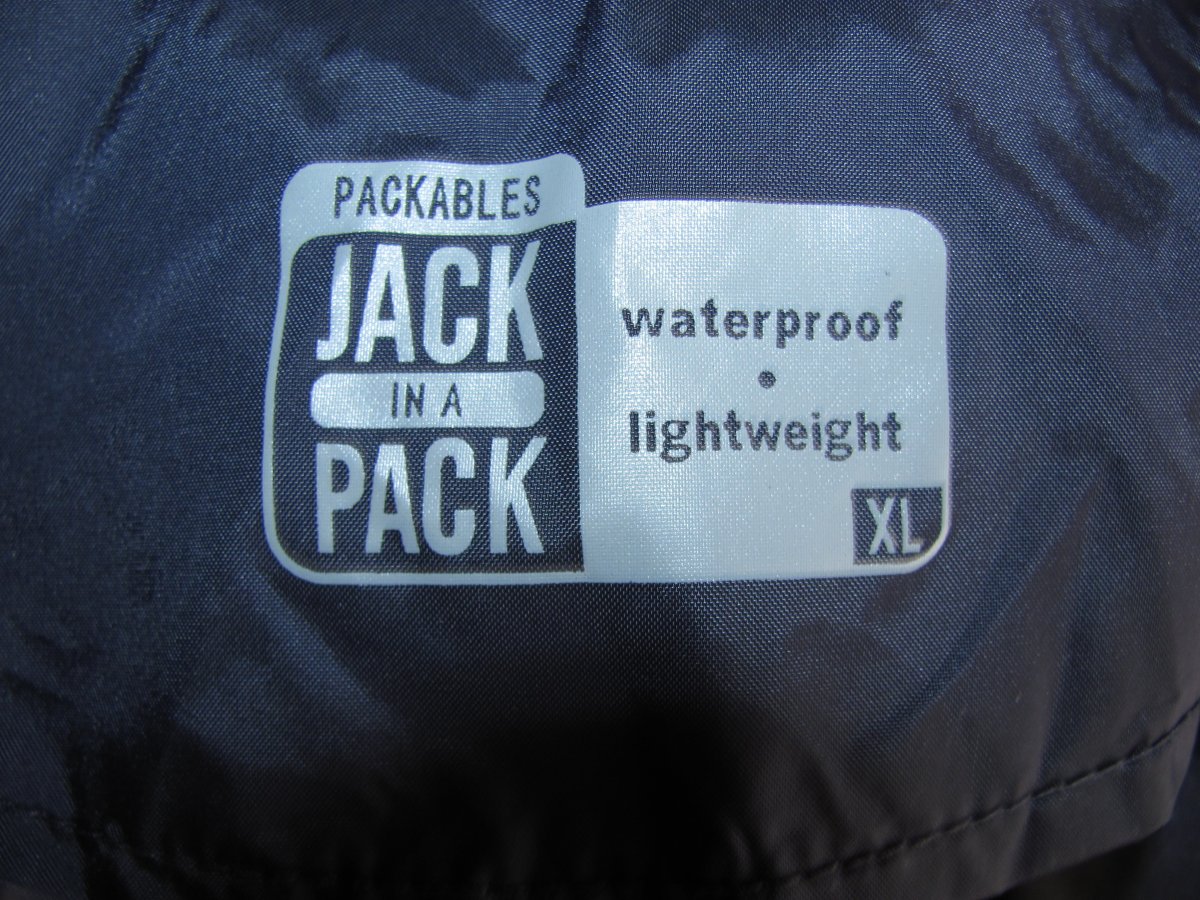 PACKABLES
JACK
IN A
PACK
waterproof
•
lightweight
XL